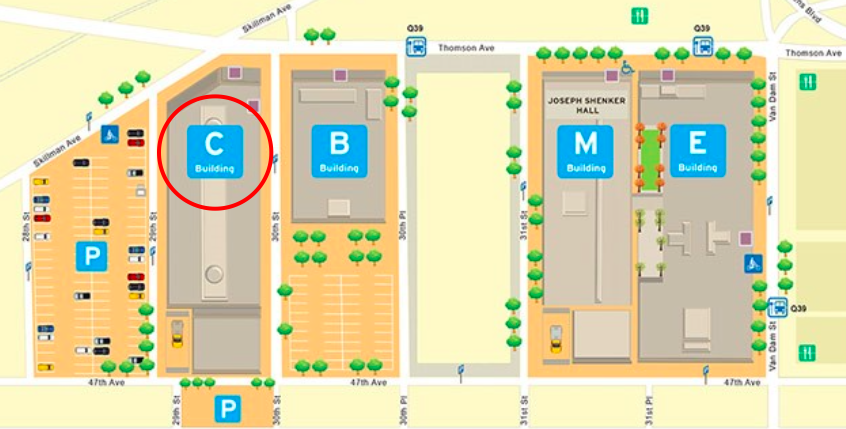 Skillman Ave
ns Blvd
Q39
Q39
Thomson Ave
Thomson Ave
Van Dam St
JOSEPH SHENKER
HALL
C
Building
B
Building
M
Building
E
Building
Skillman Ave
28th St
29th St
30th St
30th Pl
31st St
P
Q39
Van Dam St
47th Ave
47th Ave
47th Ave
29th St
30th St
30th Pl
31st St
31st Pl
P